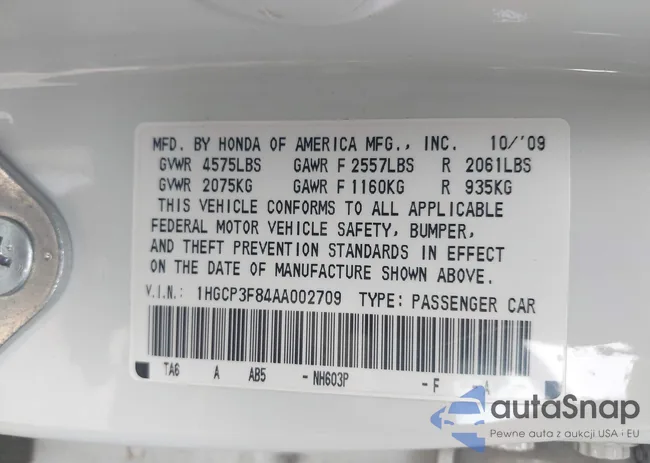 MFD. BY HONDA OF AMERICA MFG., INC. 10/'09
GVWR 4575LBS GAWR F 2557LBS R 2061LBS
GVWR 2075KG GAWR F 1160KG R 935KG
THIS VEHICLE CONFORMS TO ALL APPLICABLE
FEDERAL MOTOR VEHICLE SAFETY, BUMPER,
AND THEFT PREVENTION STANDARDS IN EFFECT
ON THE DATE OF MANUFACTURE SHOWN ABOVE.
V.I.N.: 1HGCP3F84AA002709 TYPE: PASSENGER CAR
TA6 A AB5 -NH603P -F -A
autaSnap
Pewne auta z aukcji USA i EU